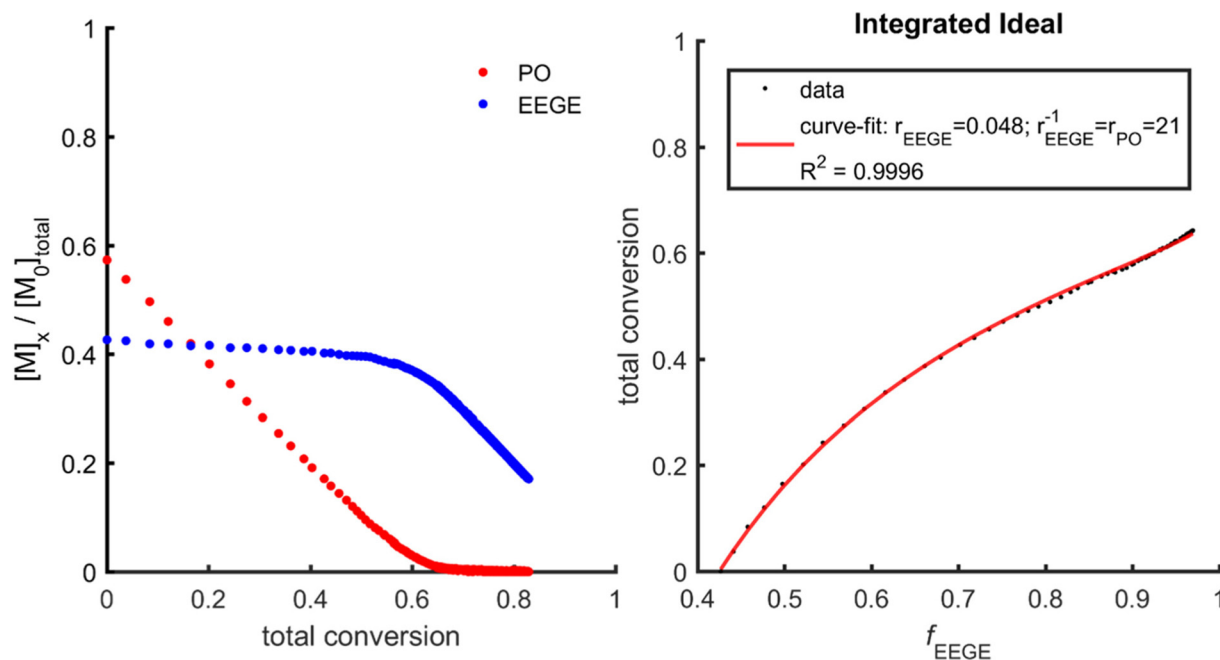 1
0.8
0.6
0.4
0.2
0
[M]x / [M0]total
PO
EEGE
0 0.2 0.4 0.6 0.8 1
total conversion
Integrated Ideal
1
0.8
0.6
0.4
0.2
0
total conversion
data
curve-fit: rEEGE=0.048; r-1EEGE=rPO=21
R2 = 0.9996
0.4 0.5 0.6 0.7 0.8 0.9 1
fEEGE